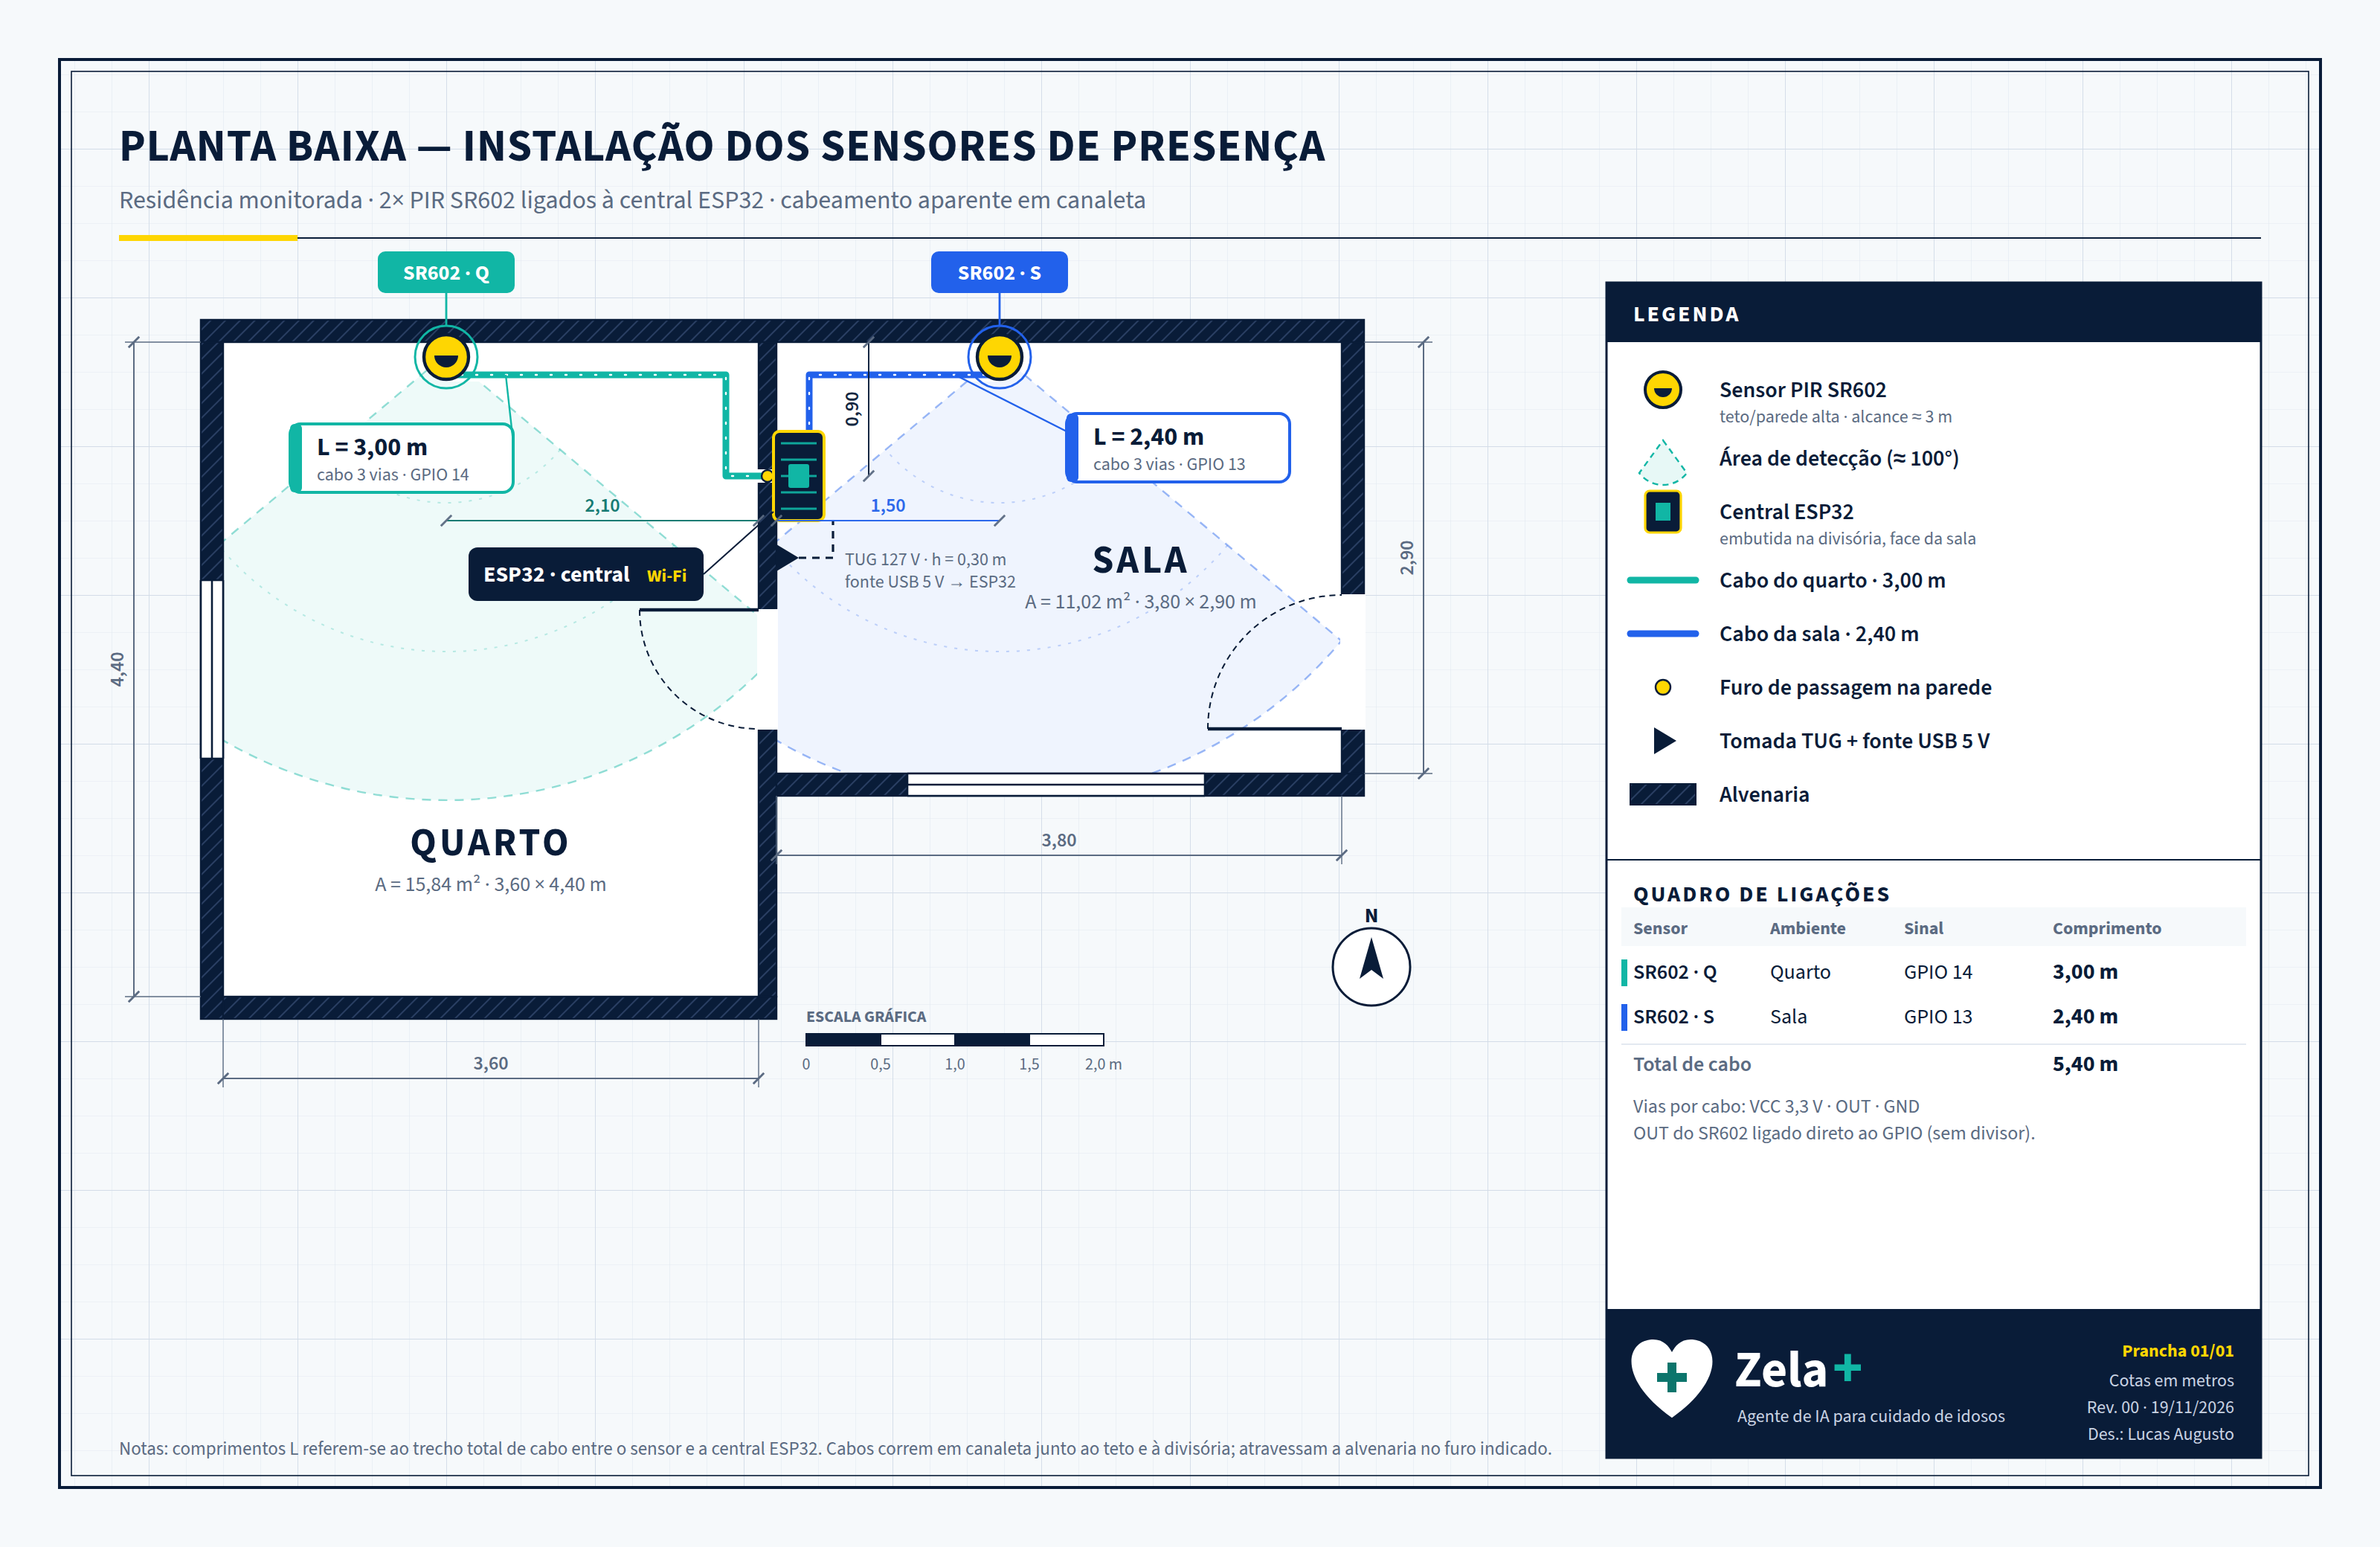 PLANTA BAIXA — INSTALAÇÃO DOS SENSORES DE PRESENÇA
Residência monitorada · 2× PIR SR602 ligados à central ESP32 · cabeamento aparente em canaleta
SR602 · Q
SR602 · S
0,90
L = 3,00 m
cabo 3 vias · GPIO 14
L = 2,40 m
cabo 3 vias · GPIO 13
2,10
1,50
ESP32 · central Wi-Fi
TUG 127 V · h = 0,30 m
fonte USB 5 V → ESP32
SALA
A = 11,02 m² · 3,80 × 2,90 m
2,90
4,40
3,80
QUARTO
A = 15,84 m² · 3,60 × 4,40 m
N
ESCALA GRÁFICA
0 0,5 1,0 1,5 2,0 m
3,60
LEGENDA
Sensor PIR SR602
teto/parede alta · alcance ≈ 3 m
Área de detecção (≈ 100°)
Central ESP32
embutida na divisória, face da sala
Cabo do quarto · 3,00 m
Cabo da sala · 2,40 m
Furo de passagem na parede
Tomada TUG + fonte USB 5 V
Alvenaria
QUADRO DE LIGAÇÕES
Sensor Ambiente Sinal Comprimento
SR602 · Q Quarto GPIO 14 3,00 m
SR602 · S Sala GPIO 13 2,40 m
Total de cabo 5,40 m
Vias por cabo: VCC 3,3 V · OUT · GND
OUT do SR602 ligado direto ao GPIO (sem divisor).
Zela+
Agente de IA para cuidado de idosos
Prancha 01/01
Cotas em metros
Rev. 00 · 19/11/2026
Des.: Lucas Augusto
Notas: comprimentos L referem-se ao trecho total de cabo entre o sensor e a central ESP32. Cabos correm em canaleta junto ao teto e à divisória; atravessam a alvenaria no furo indicado.